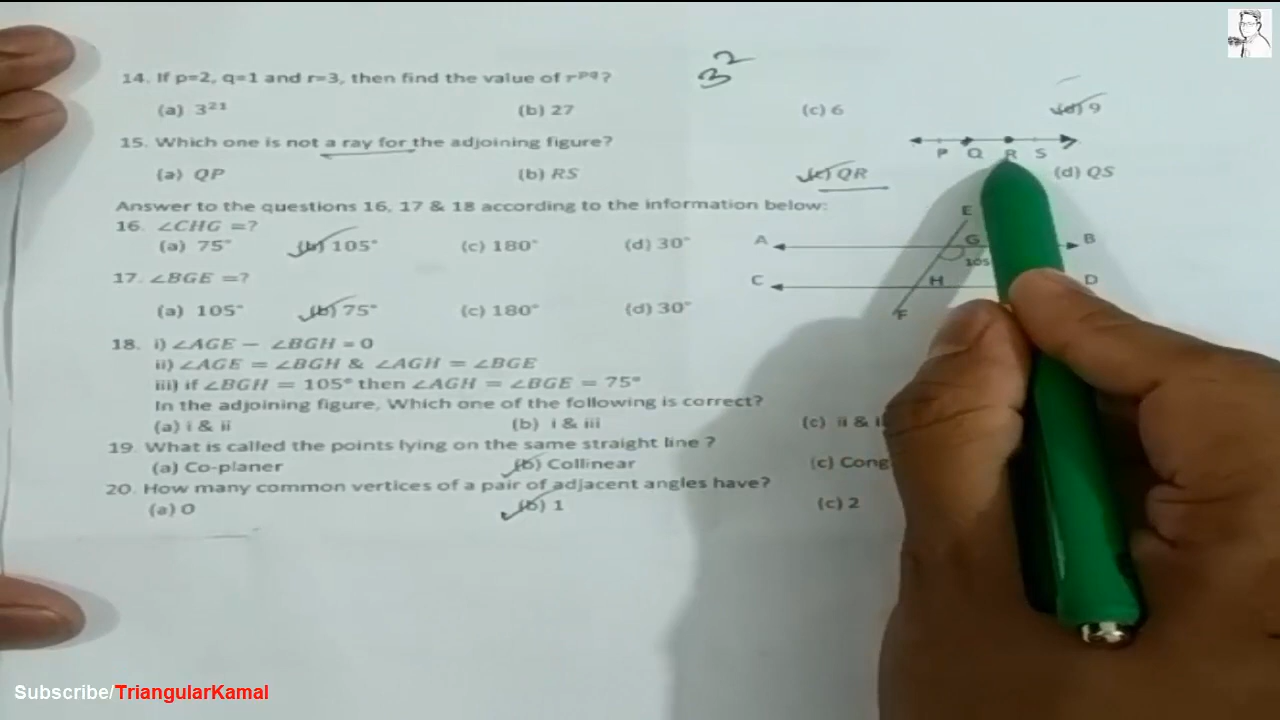 14. If p=2, q=1 and r=3, then find the value of r^pq?
3²
(a) 3²¹ (b) 27 (c) 6 (d) 9
15. Which one is not a ray for the adjoining figure?
P Q R S
(a) QP (b) RS (c) QR (d) QS
Answer to the questions 16, 17 & 18 according to the information below:
16. ∠CHG =?
(a) 75° (b) 105° (c) 180° (d) 30°
E
A G B
105
17. ∠BGE =?
C H D
(a) 105° (b) 75° (c) 180° (d) 30°
F
18. i) ∠AGE − ∠BGH = 0
ii) ∠AGE = ∠BGH & ∠AGH = ∠BGE
iii) if ∠BGH = 105° then ∠AGH = ∠BGE = 75°
In the adjoining figure, Which one of the following is correct?
(a) i & ii (b) i & iii (c) ii &
19. What is called the points lying on the same straight line ?
(a) Co-planer (b) Collinear (c) Cong
20. How many common vertices of a pair of adjacent angles have?
(a) 0 (b) 1 (c) 2
Subscribe/TriangularKamal